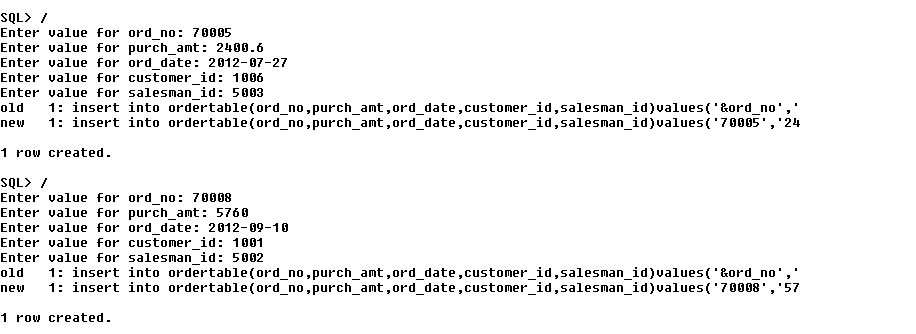 SQL> /
Enter value for ord_no: 70005
Enter value for purch_amt: 2400.6
Enter value for ord_date: 2012-07-27
Enter value for customer_id: 1006
Enter value for salesman_id: 5003
old   1: insert into ordertable(ord_no,purch_amt,ord_date,customer_id,salesman_id)values('&ord_no','
new   1: insert into ordertable(ord_no,purch_amt,ord_date,customer_id,salesman_id)values('70005','24
1 row created.
SQL> /
Enter value for ord_no: 70008
Enter value for purch_amt: 5760
Enter value for ord_date: 2012-09-10
Enter value for customer_id: 1001
Enter value for salesman_id: 5002
old   1: insert into ordertable(ord_no,purch_amt,ord_date,customer_id,salesman_id)values('&ord_no','
new   1: insert into ordertable(ord_no,purch_amt,ord_date,customer_id,salesman_id)values('70008','57
1 row created.